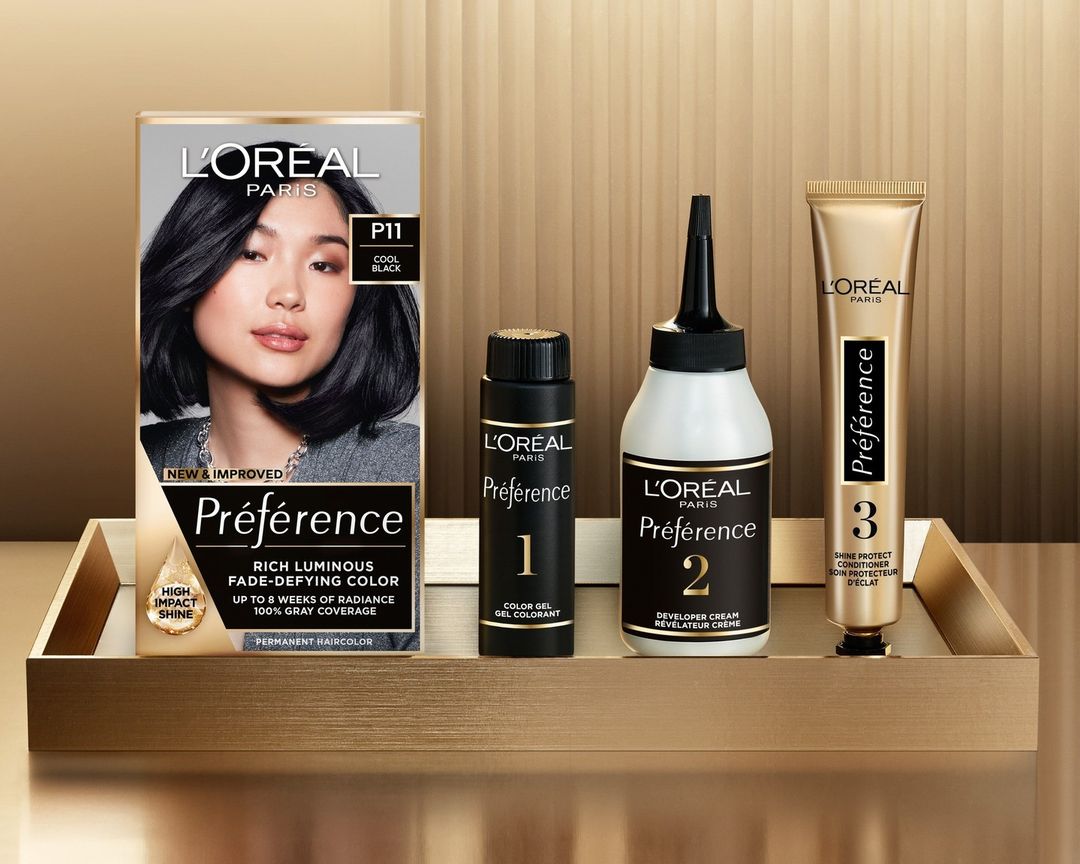 L'ORÉAL
PARiS
P11
COOL
BLACK
NEW & IMPROVED
Préférence
RICH LUMINOUS
FADE-DEFYING COLOR
UP TO 8 WEEKS OF RADIANCE
100% GRAY COVERAGE
HIGH
IMPACT
SHINE
PERMANENT HAIRCOLOR
L'ORÉAL
PARiS
Préférence
1
COLOR GEL
GEL COLORANT
L'ORÉAL
PARiS
Préférence
2
DEVELOPER CREAM
RÉVÉLATEUR CRÈME
L'ORÉAL
PARiS
Préférence
3
SHINE PROTECT
CONDITIONER
SOIN PROTECTEUR
D'ÉCLAT